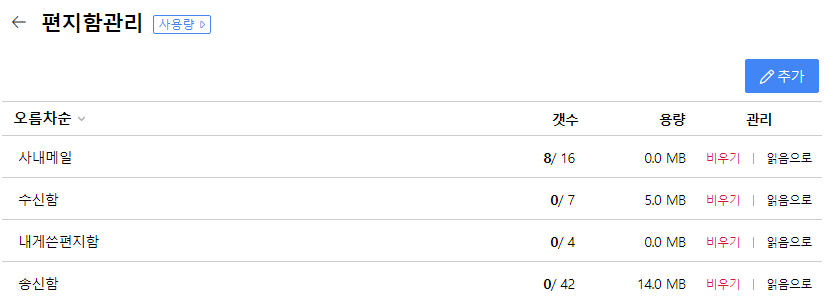 ← 편지함관리 사용량 ▷
추가
오름차순 갯수 용량 관리
사내메일 8/ 16 0.0 MB 비우기 | 읽음으로
수신함 0/ 7 5.0 MB 비우기 | 읽음으로
내게쓴편지함 0/ 4 0.0 MB 비우기 | 읽음으로
송신함 0/ 42 14.0 MB 비우기 | 읽음으로